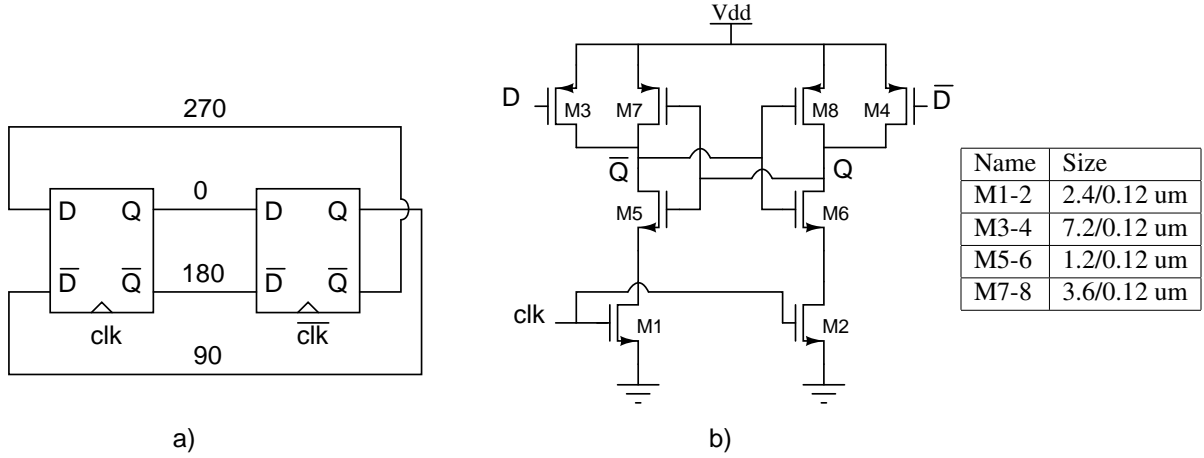 270
0
D Q D Q
D̅ Q̅ D̅ Q̅
180
clk c̅l̅k̅
90
a)
Vdd
D M3 M7 M8 M4 D̅
Q̅ Q
M5 M6
clk M1 M2
b)
Name Size
M1-2 2.4/0.12 um
M3-4 7.2/0.12 um
M5-6 1.2/0.12 um
M7-8 3.6/0.12 um